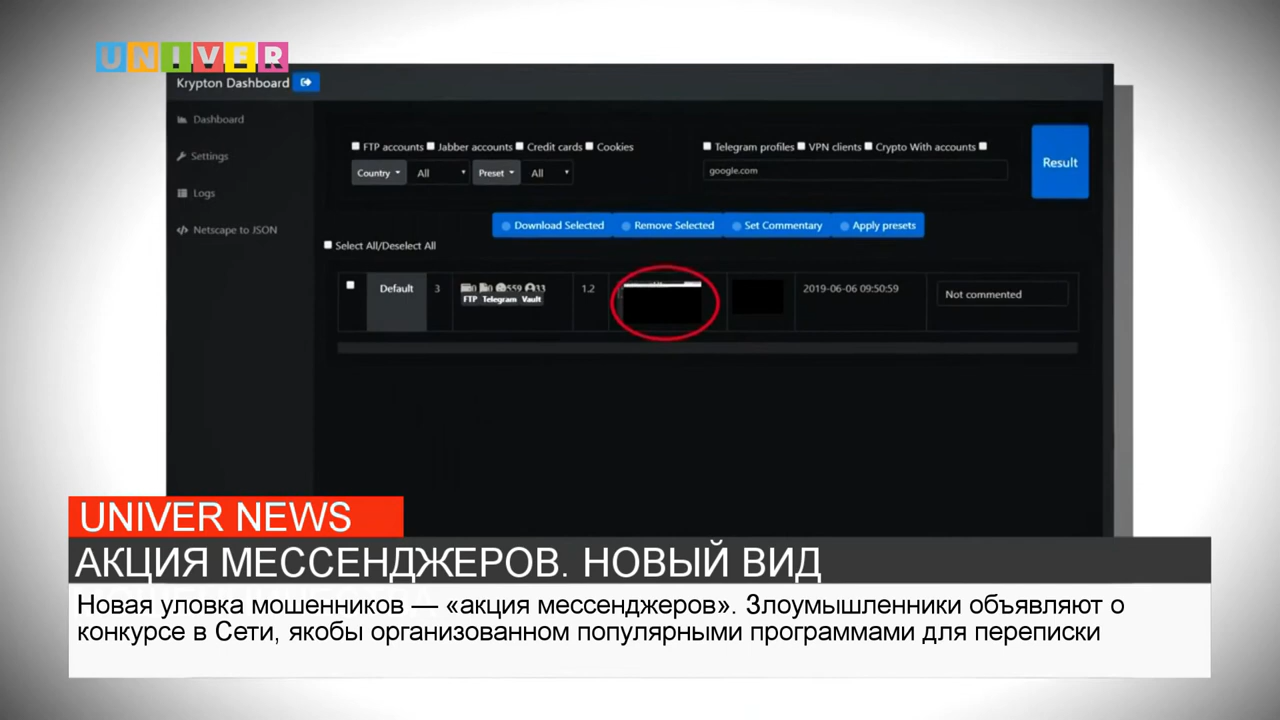 UNIVER
Krypton Dashboard
Dashboard
Settings
Logs
Netscape to JSON
FTP accounts Jabber accounts Credit cards Cookies
Telegram profiles VPN clients Crypto With accounts
Country All Preset All
google.com
Result
Download Selected Remove Selected Set Commentary Apply presets
Select All/Deselect All
Default 3 1.2 2019-06-06 09:50:59 Not commented
FTP Telegram Vault
UNIVER NEWS
АКЦИЯ МЕССЕНДЖЕРОВ. НОВЫЙ ВИД
Новая уловка мошенников — «акция мессенджеров». Злоумышленники объявляют о
конкурсе в Сети, якобы организованном популярными программами для переписки